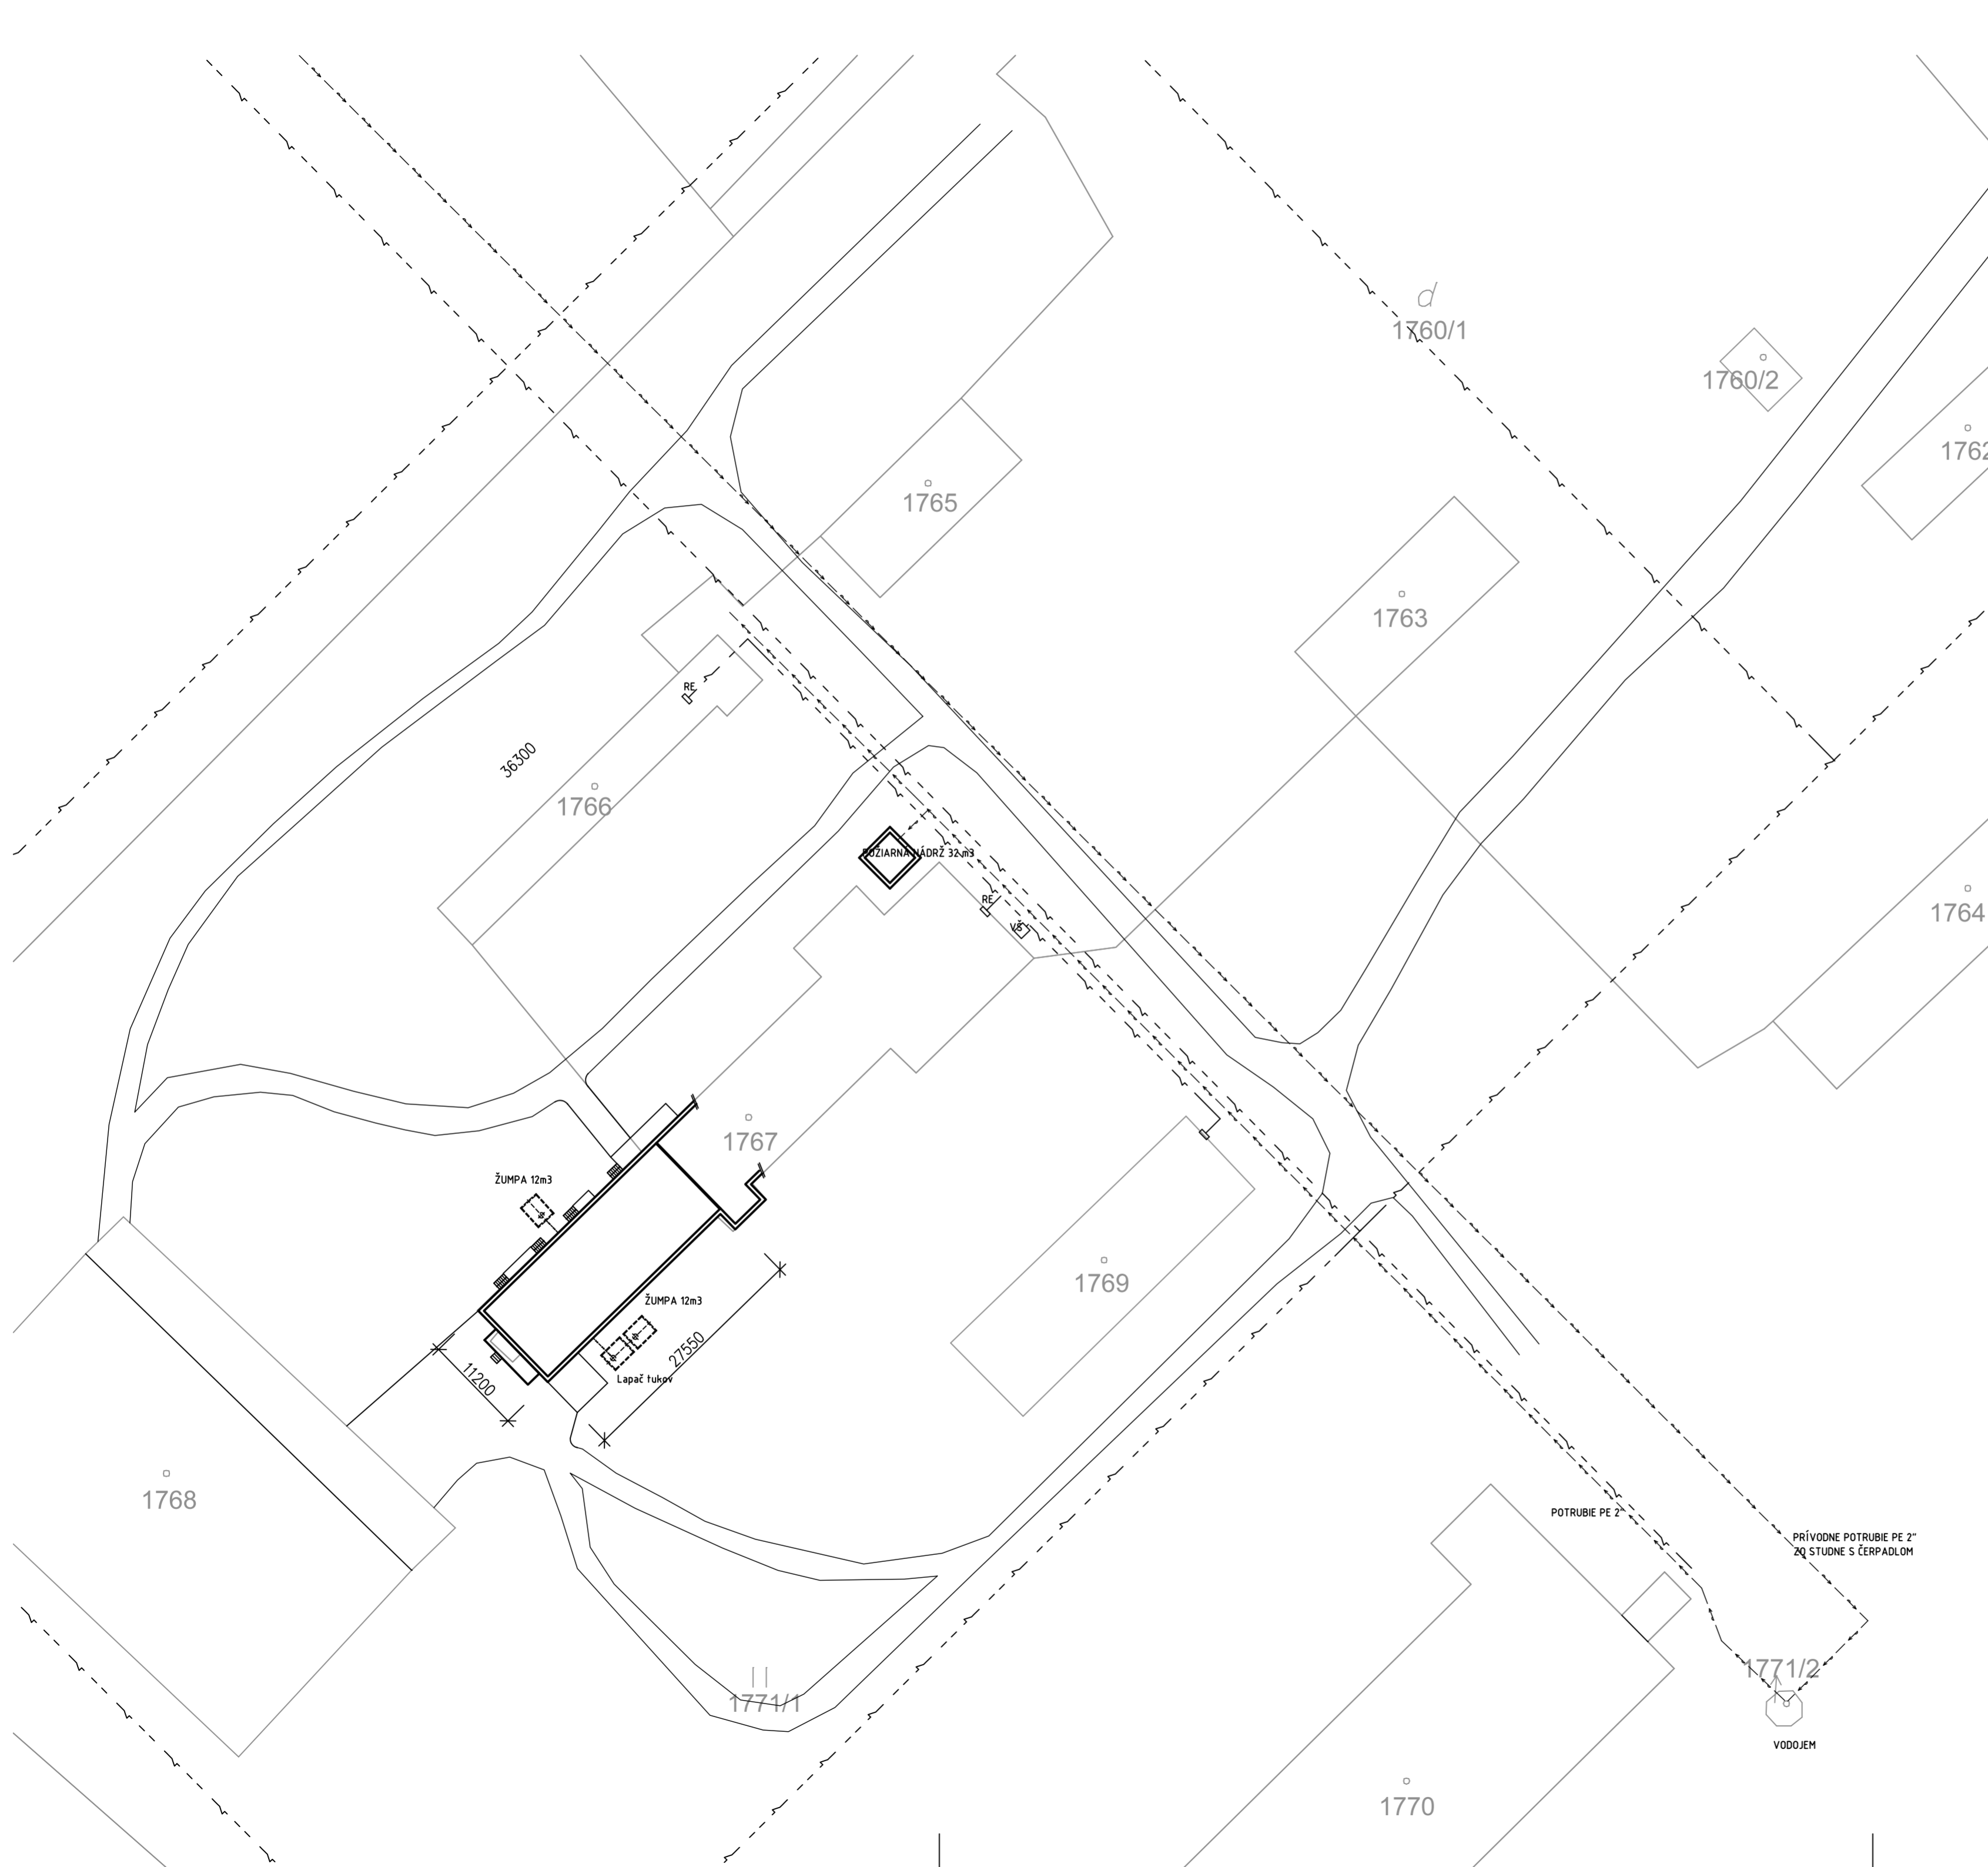 d
1760/1
1760/2
1762
1765
1763
RE
36300
1766
POŽIARNA NÁDRŽ 32 m3
RE
VŠ
1764
1767
ŽUMPA 12m3
1769
ŽUMPA 12m3
27550
11200
Lapač tukov
1768
POTRUBIE PE 2"
PRÍVODNE POTRUBIE PE 2"
ZO STUDNE S ČERPADLOM
1771/2
1771/1
VODOJEM
1770